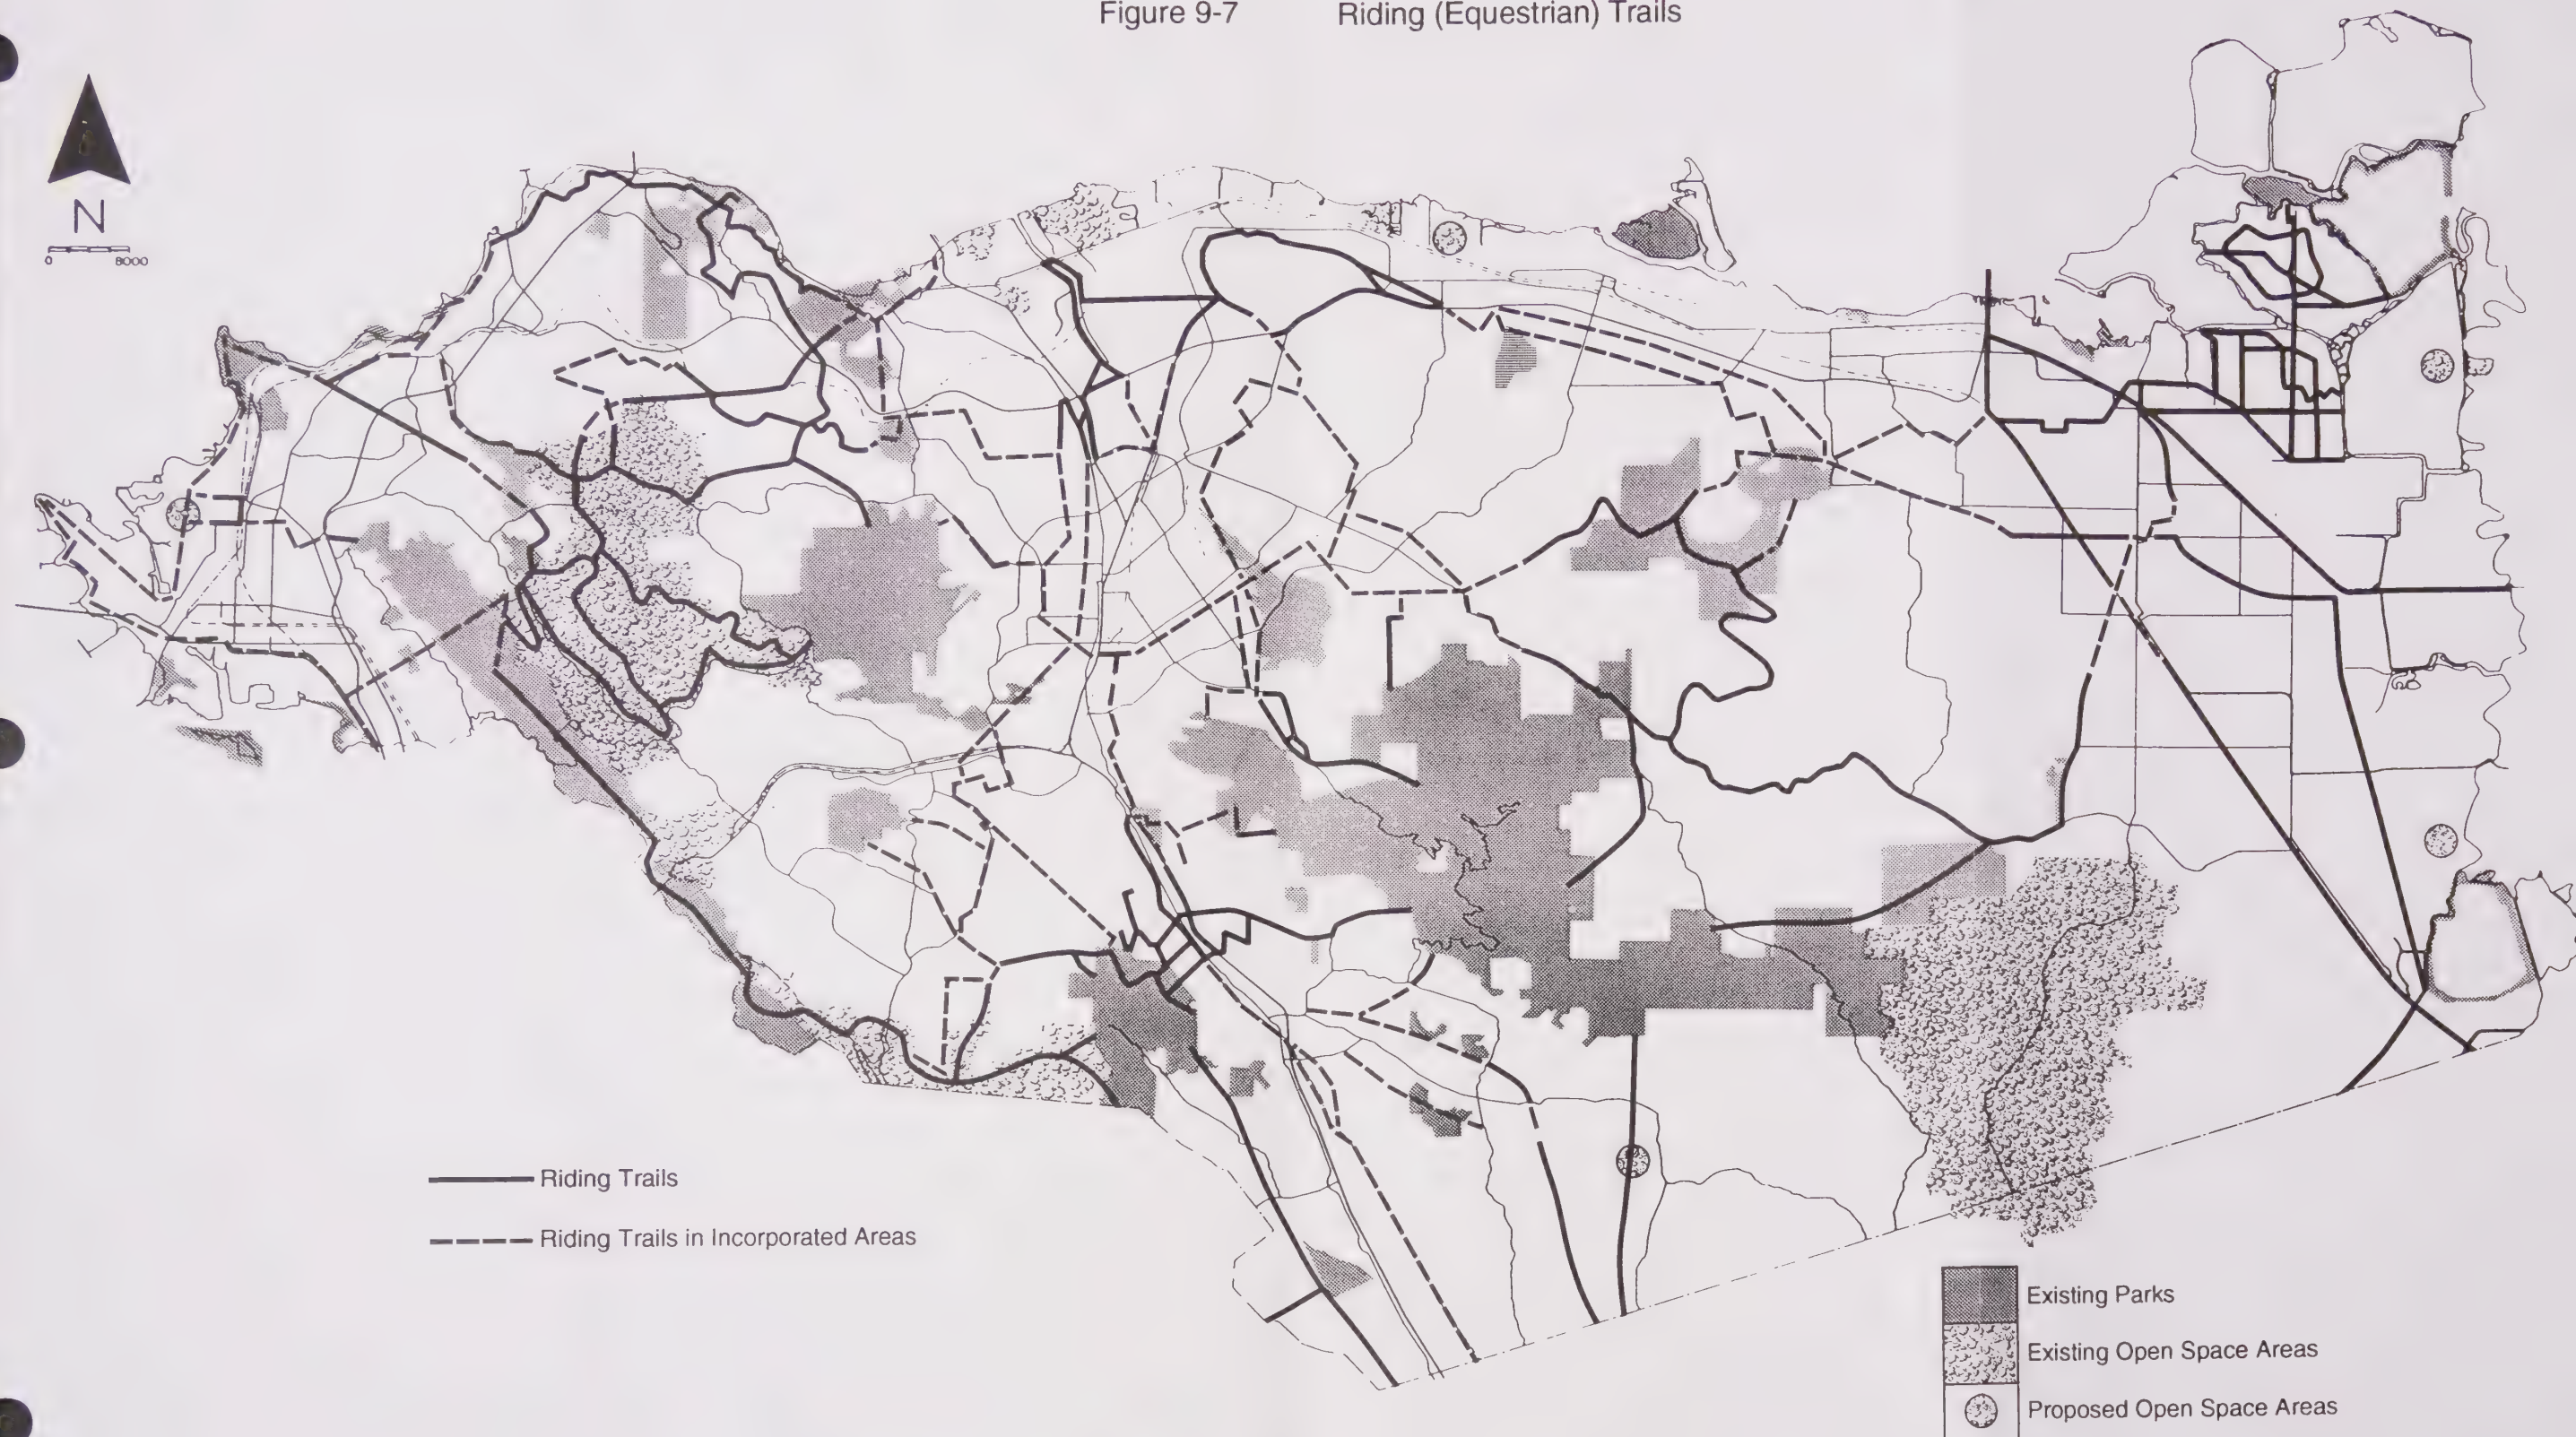 Figure 9-7 Riding (Equestrian) Trails
N
0 8000
Riding Trails
Riding Trails in Incorporated Areas
Existing Parks
Existing Open Space Areas
Proposed Open Space Areas